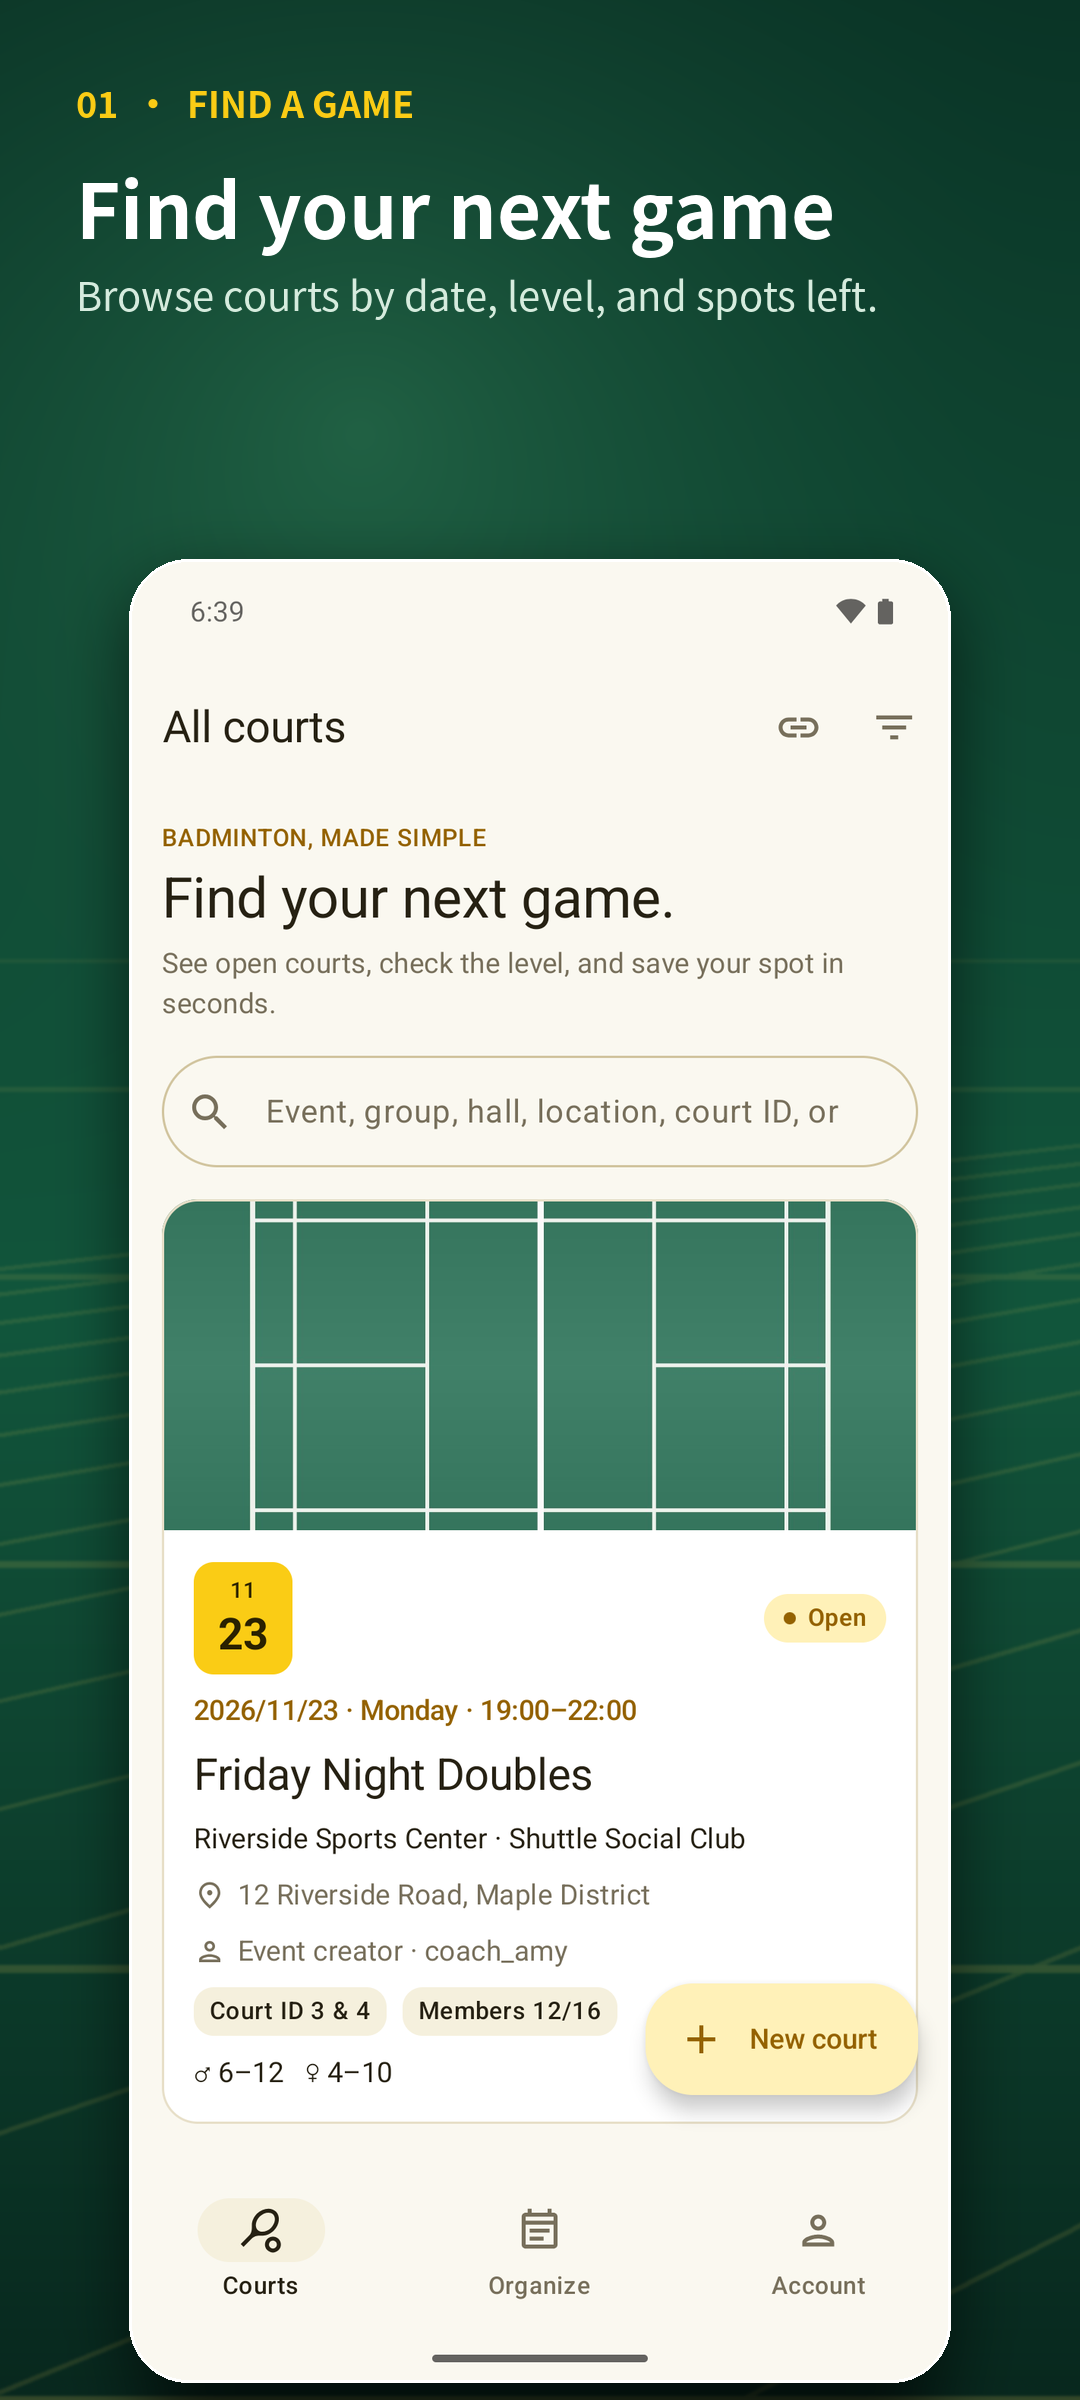 01 • FIND A GAME
Find your next game
Browse courts by date, level, and spots left.
6:39
All courts
BADMINTON, MADE SIMPLE
Find your next game.
See open courts, check the level, and save your spot in
seconds.
Event, group, hall, location, court ID, or
11
23
Open
2026/11/23 · Monday · 19:00–22:00
Friday Night Doubles
Riverside Sports Center · Shuttle Social Club
12 Riverside Road, Maple District
Event creator · coach_amy
Court ID 3 & 4 Members 12/16
New court
♂ 6–12 ♀ 4–10
Courts Organize Account